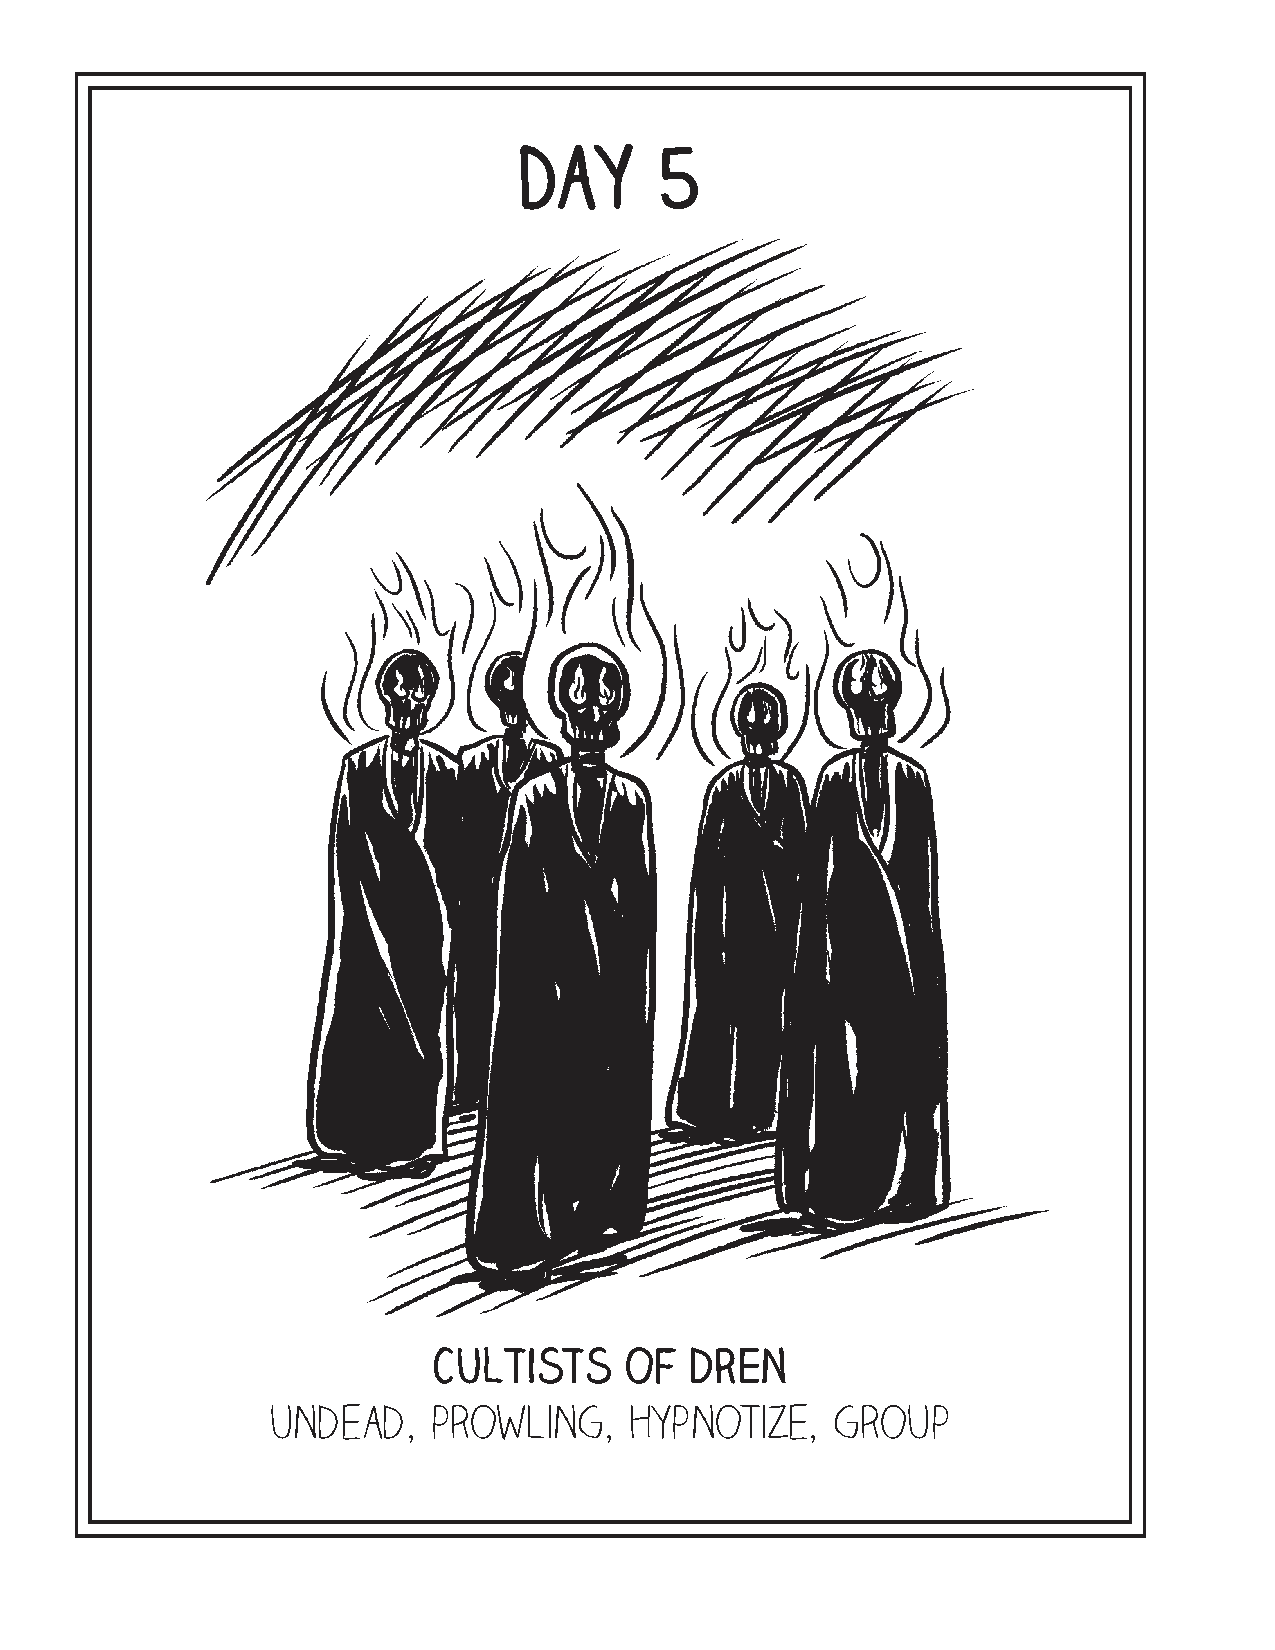 DAY 5
CULTISTS OF DREN
UNDEAD, PROWLING, HYPNOTIZE, GROUP